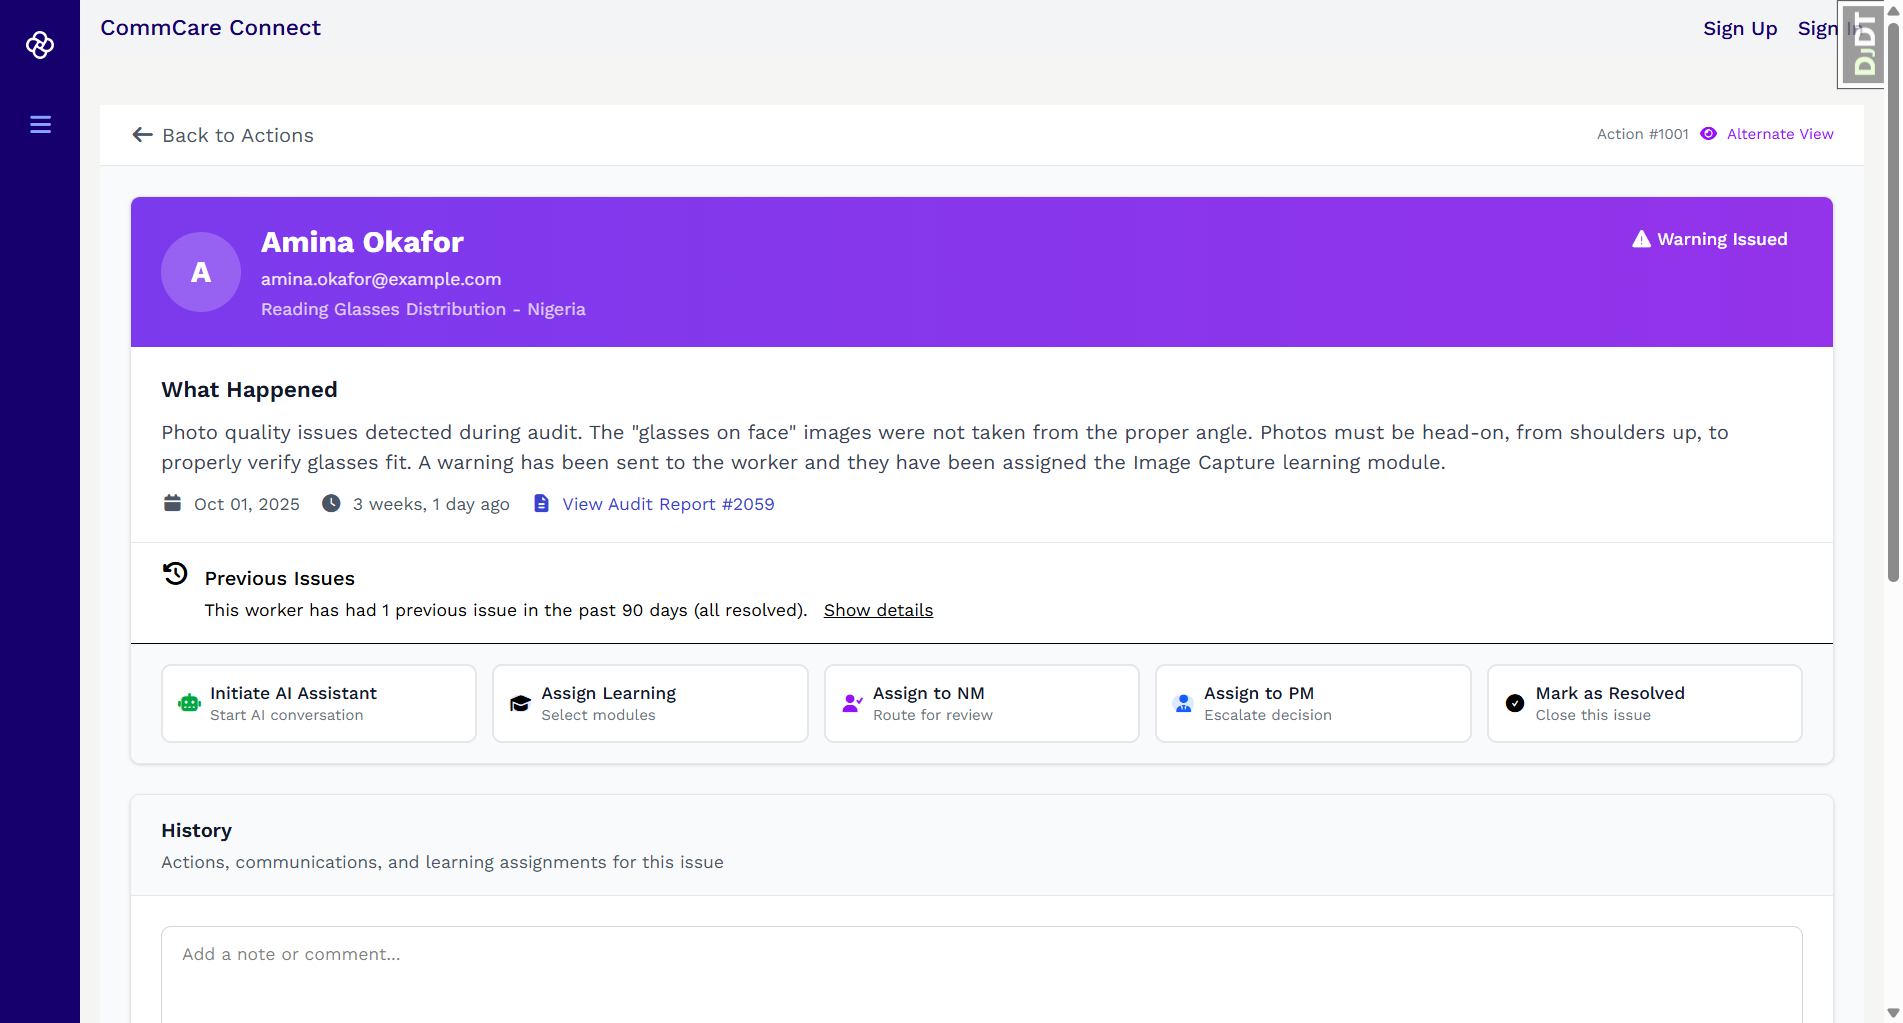 CommCare Connect
Sign Up
Sign In
DJDT
Back to Actions
Action #1001
Alternate View
A
Amina Okafor
amina.okafor@example.com
Reading Glasses Distribution - Nigeria
Warning Issued
What Happened
Photo quality issues detected during audit. The "glasses on face" images were not taken from the proper angle. Photos must be head-on, from shoulders up, to
properly verify glasses fit. A warning has been sent to the worker and they have been assigned the Image Capture learning module.
Oct 01, 2025
3 weeks, 1 day ago
View Audit Report #2059
Previous Issues
This worker has had 1 previous issue in the past 90 days (all resolved). Show details
Initiate AI Assistant
Start AI conversation
Assign Learning
Select modules
Assign to NM
Route for review
Assign to PM
Escalate decision
Mark as Resolved
Close this issue
History
Actions, communications, and learning assignments for this issue
Add a note or comment...